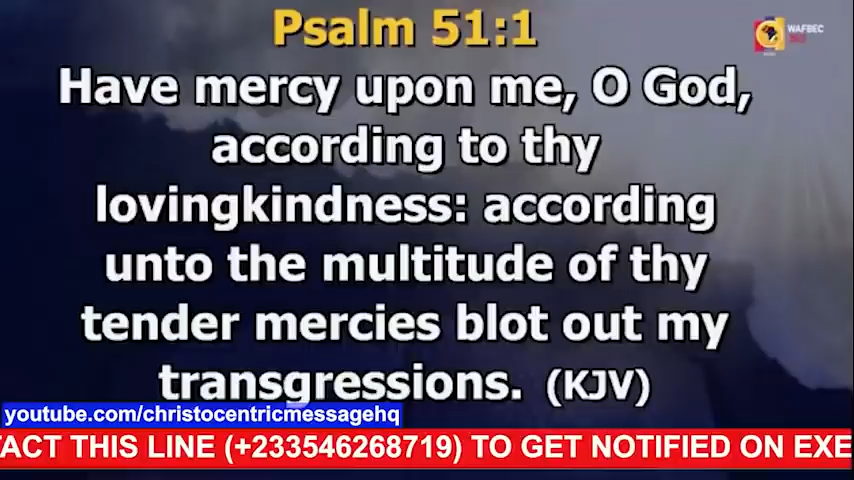 Psalm 51:1
WAFBEC
Have mercy upon me, O God,
according to thy
lovingkindness: according
unto the multitude of thy
tender mercies blot out my
transgressions. (KJV)
youtube.com/christocentricmessagehq
TACT THIS LINE (+233546268719) TO GET NOTIFIED ON EXE